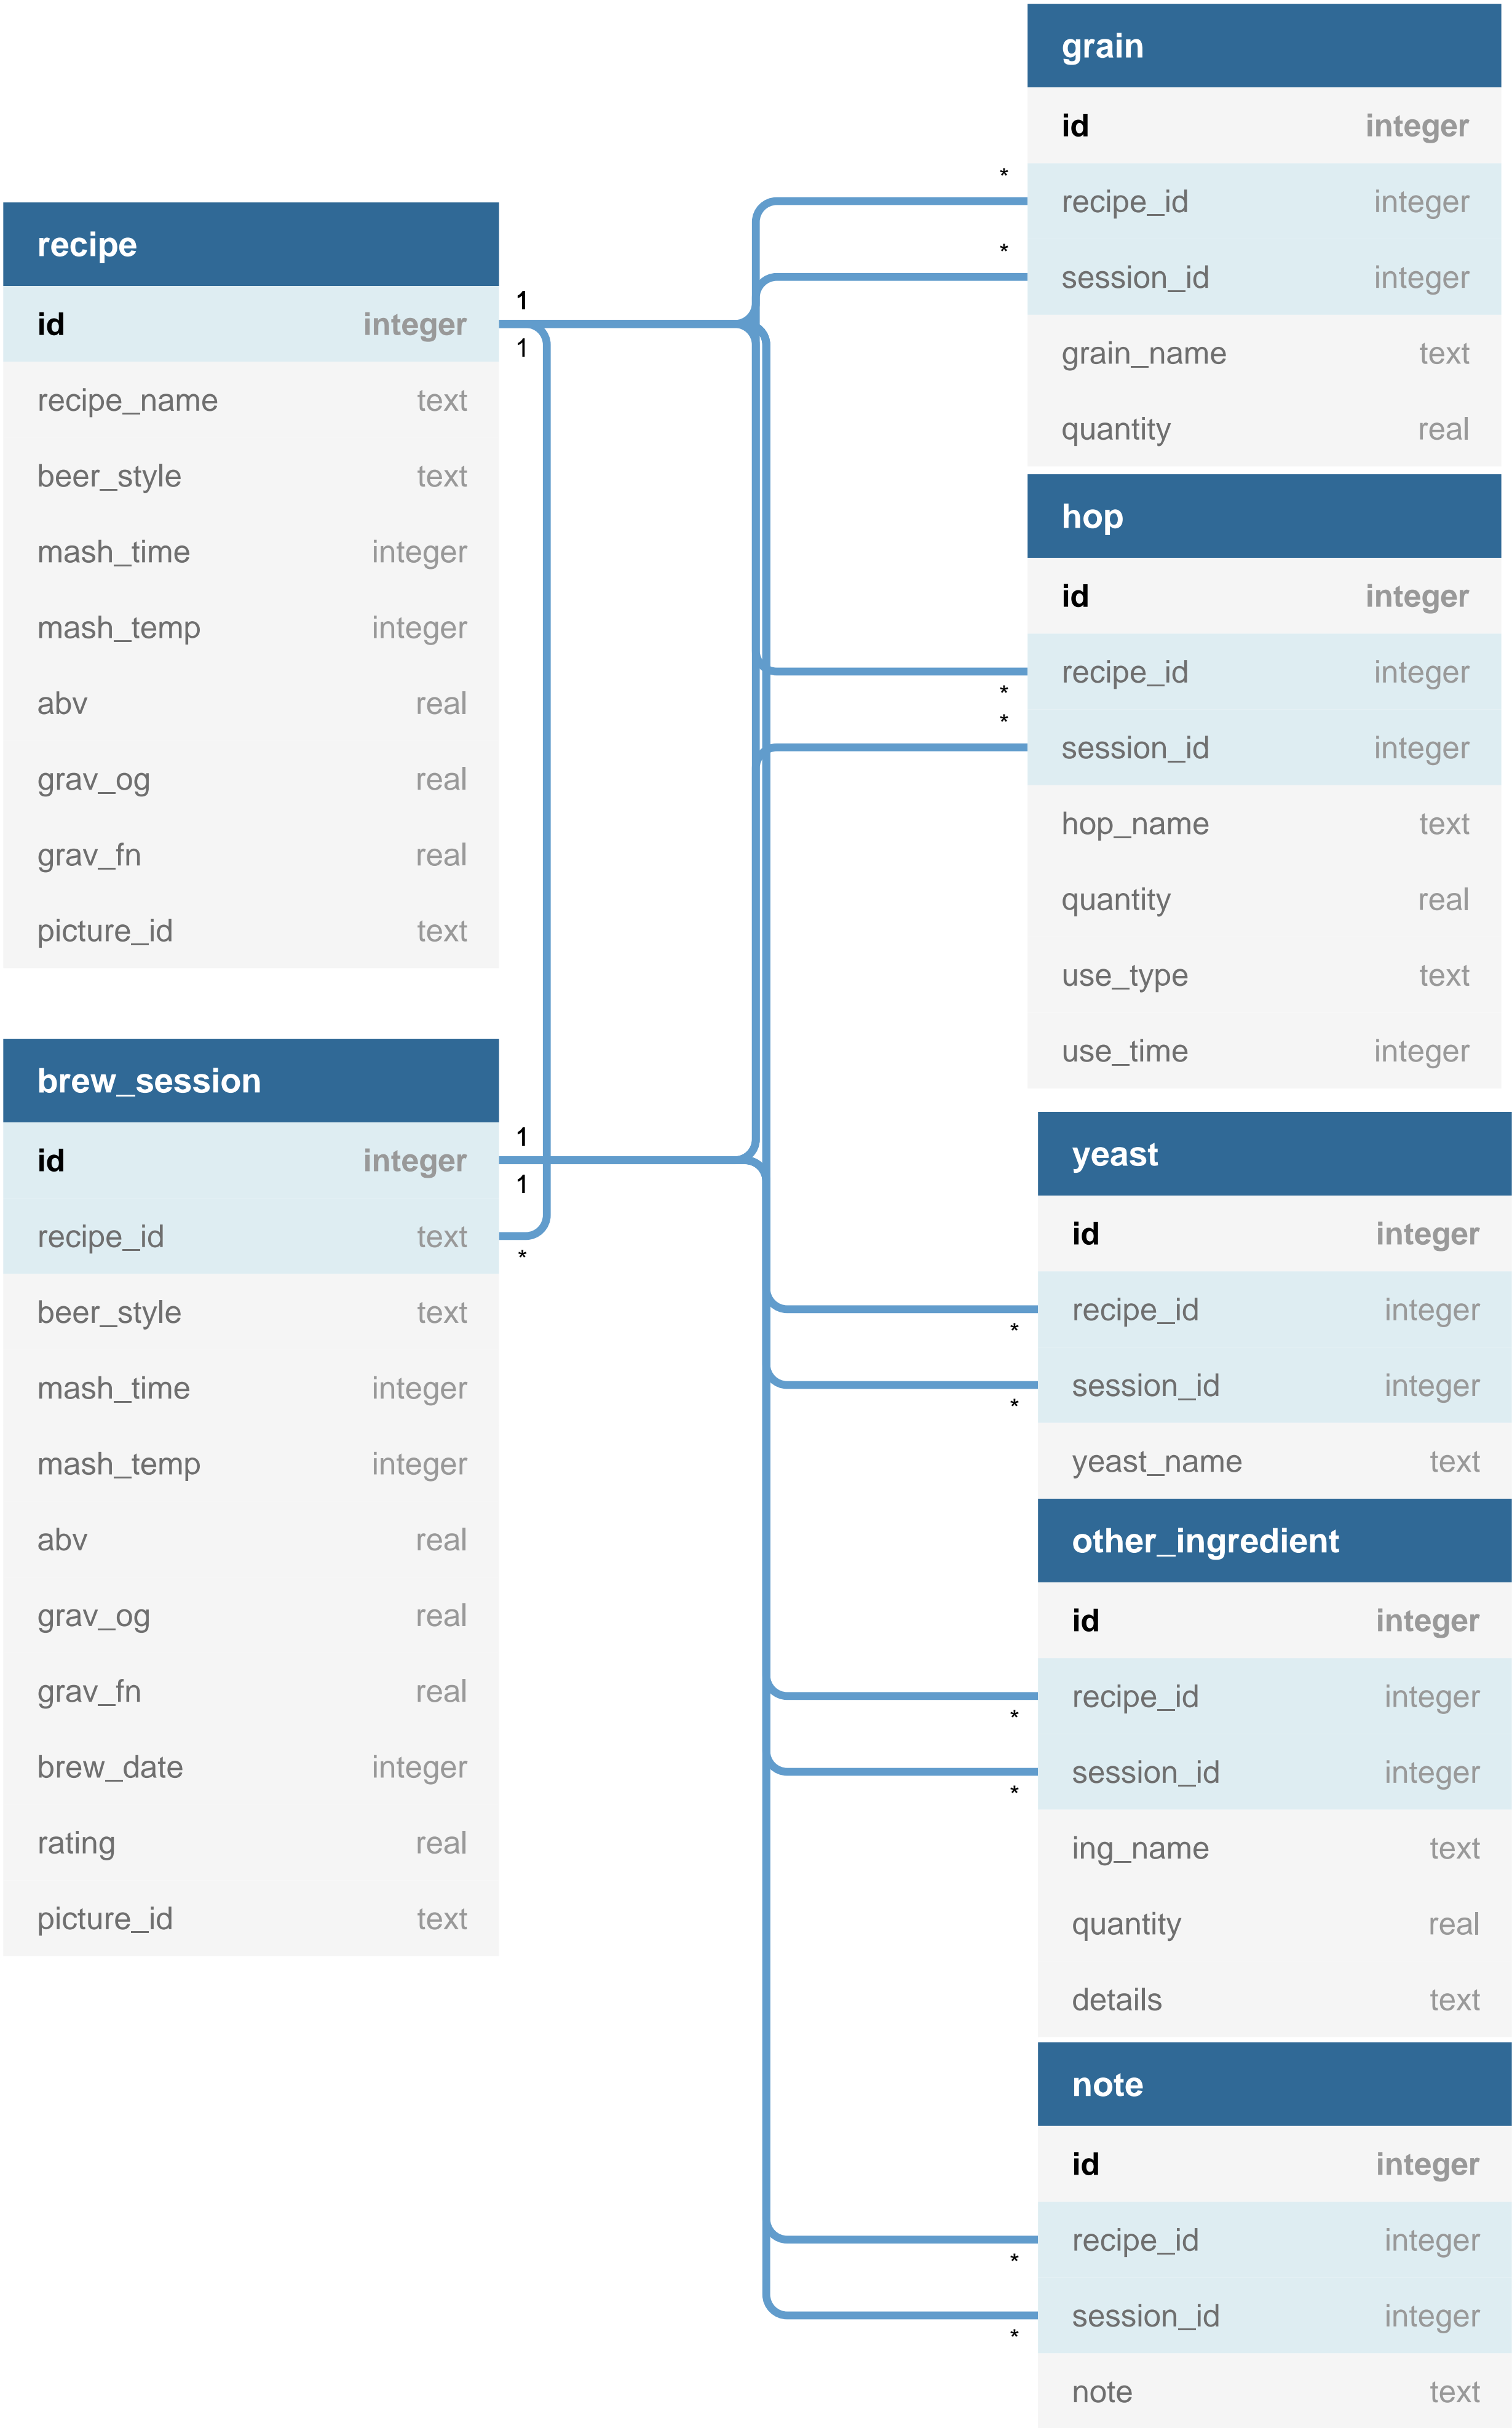 recipe
id integer
recipe_name text
beer_style text
mash_time integer
mash_temp integer
abv real
grav_og real
grav_fn real
picture_id text
1
1
brew_session
id integer
recipe_id text
beer_style text
mash_time integer
mash_temp integer
abv real
grav_og real
grav_fn real
brew_date integer
rating real
picture_id text
1
1
*
grain
id integer
* recipe_id integer
* session_id integer
grain_name text
quantity real
hop
id integer
recipe_id integer
*
*
session_id integer
hop_name text
quantity real
use_type text
use_time integer
yeast
id integer
recipe_id integer
*
session_id integer
*
yeast_name text
other_ingredient
id integer
recipe_id integer
*
session_id integer
*
ing_name text
quantity real
details text
note
id integer
recipe_id integer
*
session_id integer
*
note text